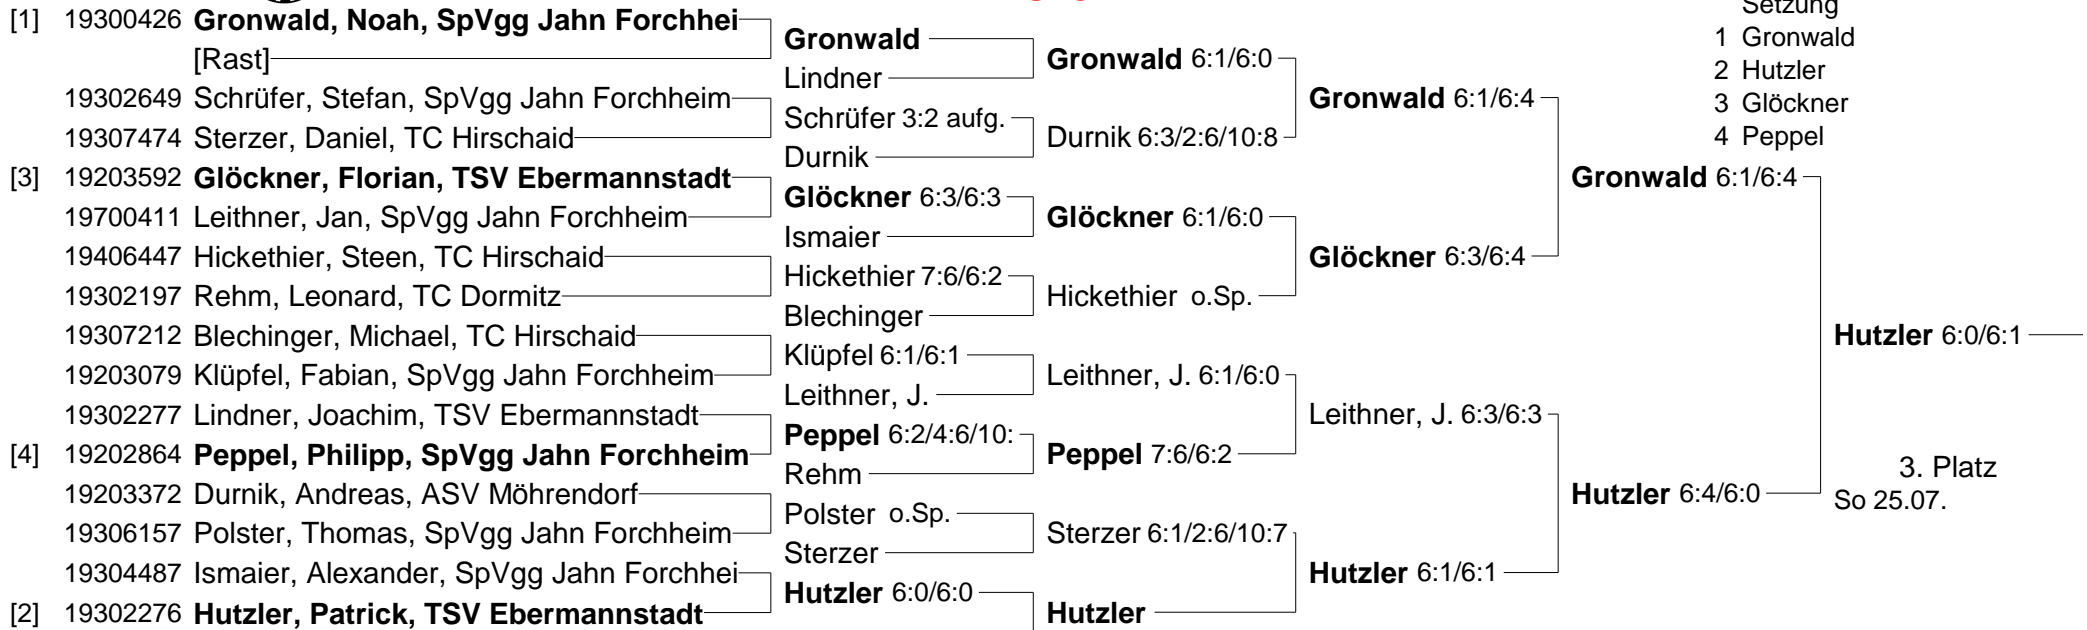 Setzung
1 Gronwald
2 Hutzler
3 Glöckner
4 Peppel
[1] 19300426 Gronwald, Noah, SpVgg Jahn Forchhei
[Rast]
19302649 Schrüfer, Stefan, SpVgg Jahn Forchheim
19307474 Sterzer, Daniel, TC Hirschaid
[3] 19203592 Glöckner, Florian, TSV Ebermannstadt
19700411 Leithner, Jan, SpVgg Jahn Forchheim
19406447 Hickethier, Steen, TC Hirschaid
19302197 Rehm, Leonard, TC Dormitz
19307212 Blechinger, Michael, TC Hirschaid
19203079 Klüpfel, Fabian, SpVgg Jahn Forchheim
19302277 Lindner, Joachim, TSV Ebermannstadt
[4] 19202864 Peppel, Philipp, SpVgg Jahn Forchheim
19203372 Durnik, Andreas, ASV Möhrendorf
19306157 Polster, Thomas, SpVgg Jahn Forchheim
19304487 Ismaier, Alexander, SpVgg Jahn Forchhei
[2] 19302276 Hutzler, Patrick, TSV Ebermannstadt
Gronwald
Lindner
Schrüfer 3:2 aufg.
Durnik
Glöckner 6:3/6:3
Ismaier
Hickethier 7:6/6:2
Blechinger
Klüpfel 6:1/6:1
Leithner, J.
Peppel 6:2/4:6/10:
Rehm
Polster o.Sp.
Sterzer
Hutzler 6:0/6:0
Gronwald 6:1/6:0
Durnik 6:3/2:6/10:8
Glöckner 6:1/6:0
Hickethier o.Sp.
Leithner, J. 6:1/6:0
Peppel 7:6/6:2
Sterzer 6:1/2:6/10:7
Hutzler
Gronwald 6:1/6:4
Glöckner 6:3/6:4
Leithner, J. 6:3/6:3
Hutzler 6:1/6:1
Gronwald 6:1/6:4
Hutzler 6:4/6:0
Hutzler 6:0/6:1
3. Platz
So 25.07.